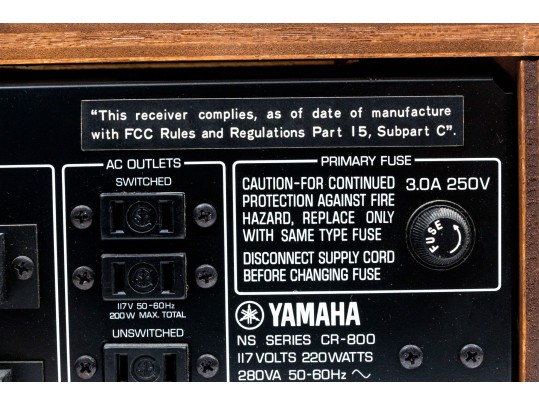 "This receiver complies, as of date of manufacture
with FCC Rules and Regulations Part 15, Subpart C".
AC OUTLETS
SWITCHED
117V 50-60Hz
200W MAX. TOTAL
UNSWITCHED
PRIMARY FUSE
CAUTION-FOR CONTINUED
PROTECTION AGAINST FIRE
HAZARD, REPLACE ONLY
WITH SAME TYPE FUSE
DISCONNECT SUPPLY CORD
BEFORE CHANGING FUSE
3.0A 250V
FUSE
YAMAHA
NS SERIES CR-800
117 VOLTS 220WATTS
280VA 50-60Hz ~